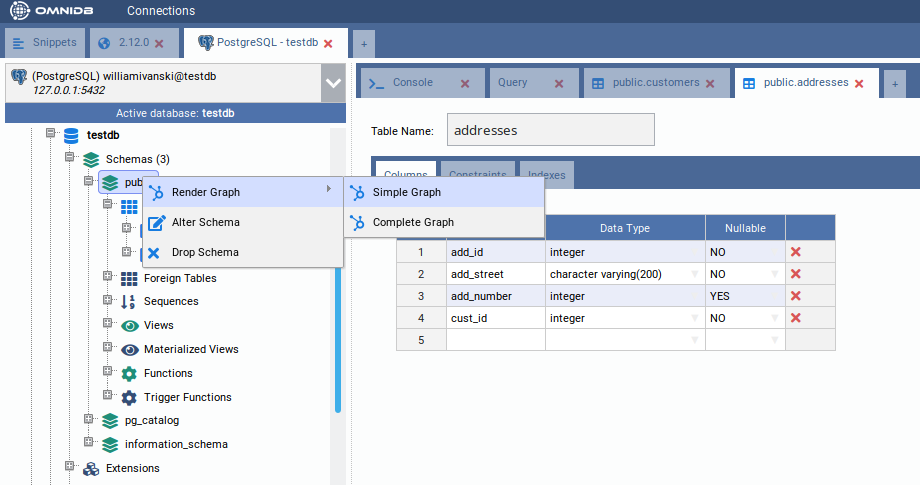 OMNIDB Connections
Snippets 2.12.0 PostgreSQL - testdb +
(PostgreSQL) williamivanski@testdb
127.0.0.1:5432
Active database: testdb
testdb
Schemas (3)
Render Graph
Alter Schema
Drop Schema
Simple Graph
Complete Graph
Foreign Tables
Sequences
Views
Materialized Views
Functions
Trigger Functions
pg_catalog
information_schema
Extensions
Console Query public.customers public.addresses +
Table Name: addresses
Columns Constraints Indexes
Data Type Nullable
1 add_id integer NO
2 add_street character varying(200) NO
3 add_number integer YES
4 cust_id integer NO
5